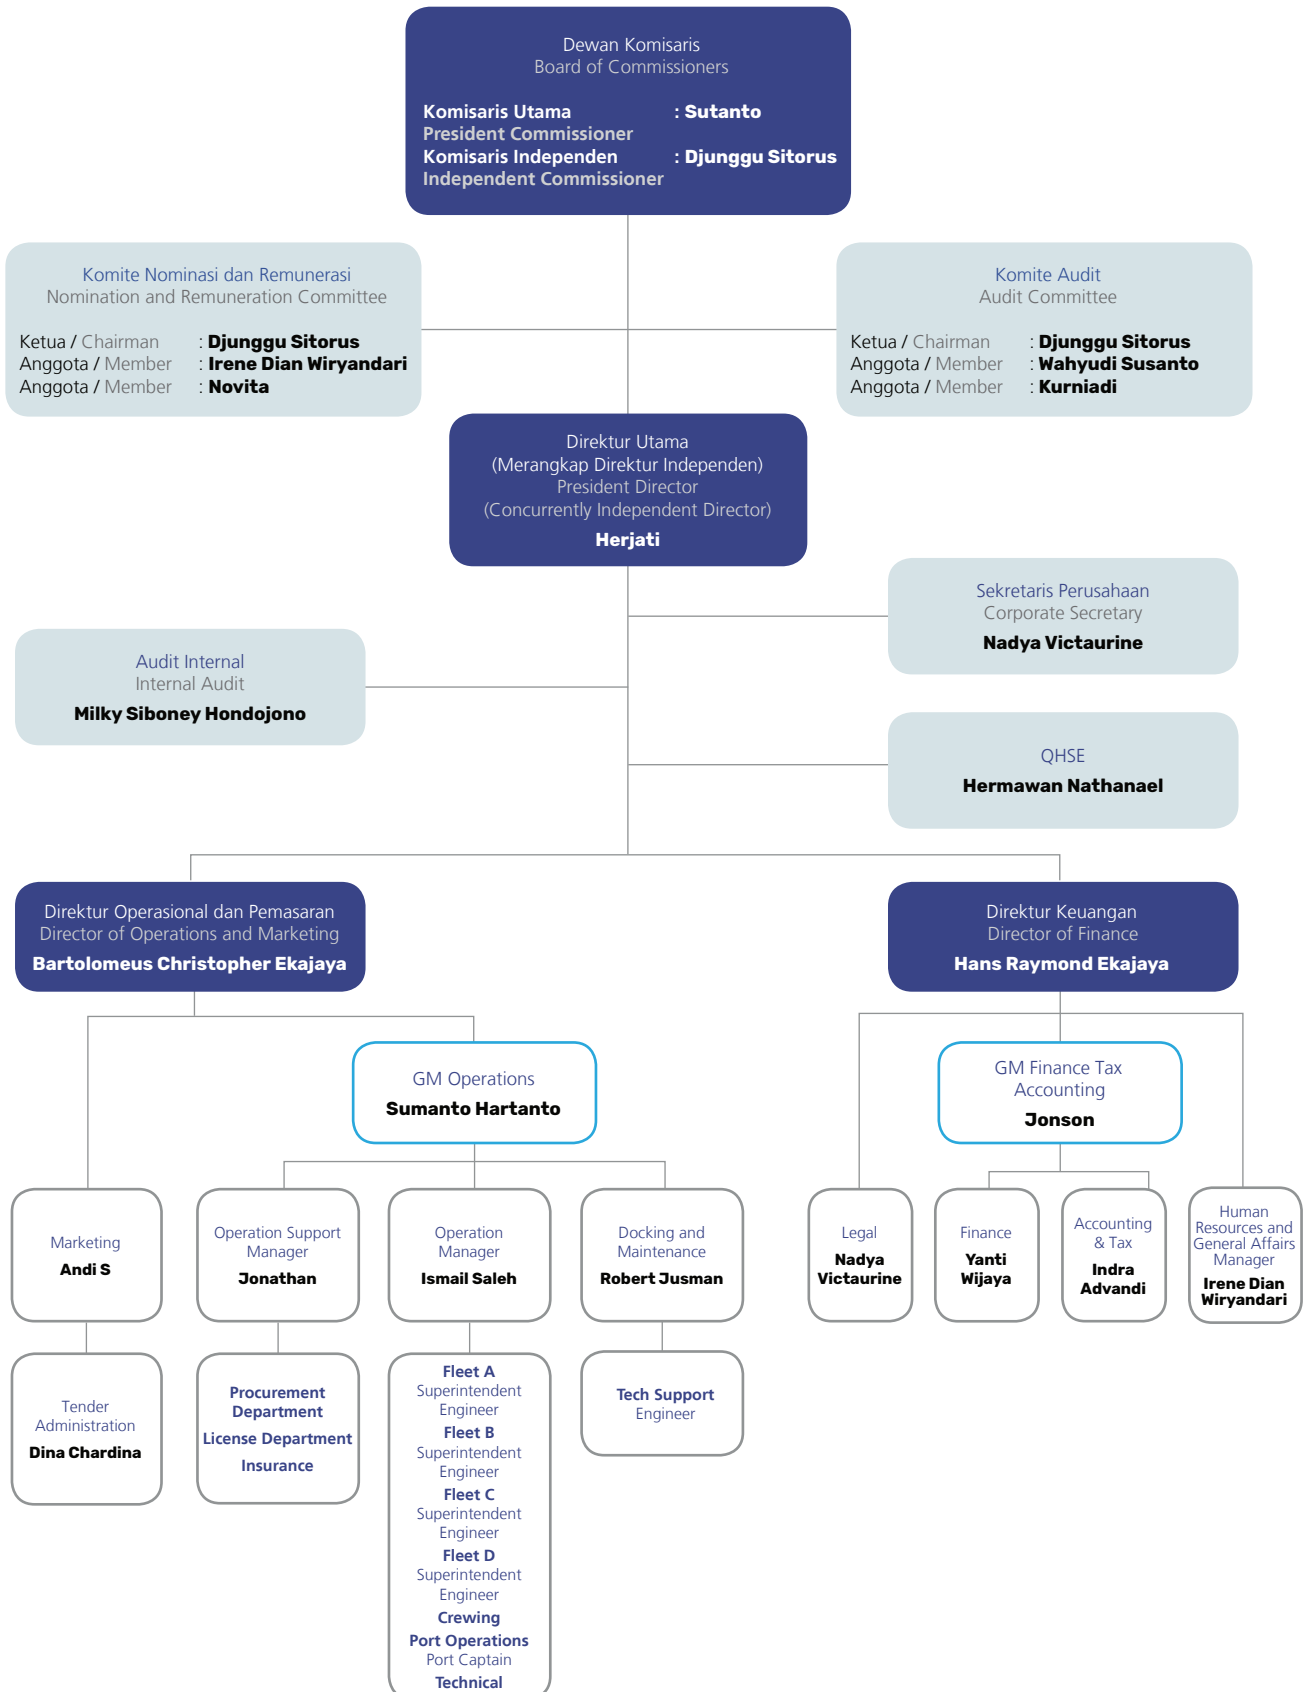 Dewan Komisaris
Board of Commissioners
Komisaris Utama : Sutanto
President Commissioner
Komisaris Independen : Djunggu Sitorus
Independent Commissioner
Komite Nominasi dan Remunerasi
Nomination and Remuneration Committee
Ketua / Chairman : Djunggu Sitorus
Anggota / Member : Irene Dian Wiryandari
Anggota / Member : Novita
Komite Audit
Audit Committee
Ketua / Chairman : Djunggu Sitorus
Anggota / Member : Wahyudi Susanto
Anggota / Member : Kurniadi
Direktur Utama
(Merangkap Direktur Independen)
President Director
(Concurrently Independent Director)
Herjati
Sekretaris Perusahaan
Corporate Secretary
Nadya Victaurine
Audit Internal
Internal Audit
Milky Siboney Hondojono
QHSE
Hermawan Nathanael
Direktur Operasional dan Pemasaran
Director of Operations and Marketing
Bartolomeus Christopher Ekajaya
Direktur Keuangan
Director of Finance
Hans Raymond Ekajaya
GM Operations
Sumanto Hartanto
GM Finance Tax
Accounting
Jonson
Marketing
Andi S
Operation Support
Manager
Jonathan
Operation
Manager
Ismail Saleh
Docking and
Maintenance
Robert Jusman
Legal
Nadya
Victaurine
Finance
Yanti
Wijaya
Accounting
& Tax
Indra
Advandi
Human
Resources and
General Affairs
Manager
Irene Dian
Wiryandari
Tender
Administration
Dina Chardina
Procurement
Department
License Department
Insurance
Fleet A
Superintendent
Engineer
Fleet B
Superintendent
Engineer
Fleet C
Superintendent
Engineer
Fleet D
Superintendent
Engineer
Crewing
Port Operations
Port Captain
Technical
Tech Support
Engineer